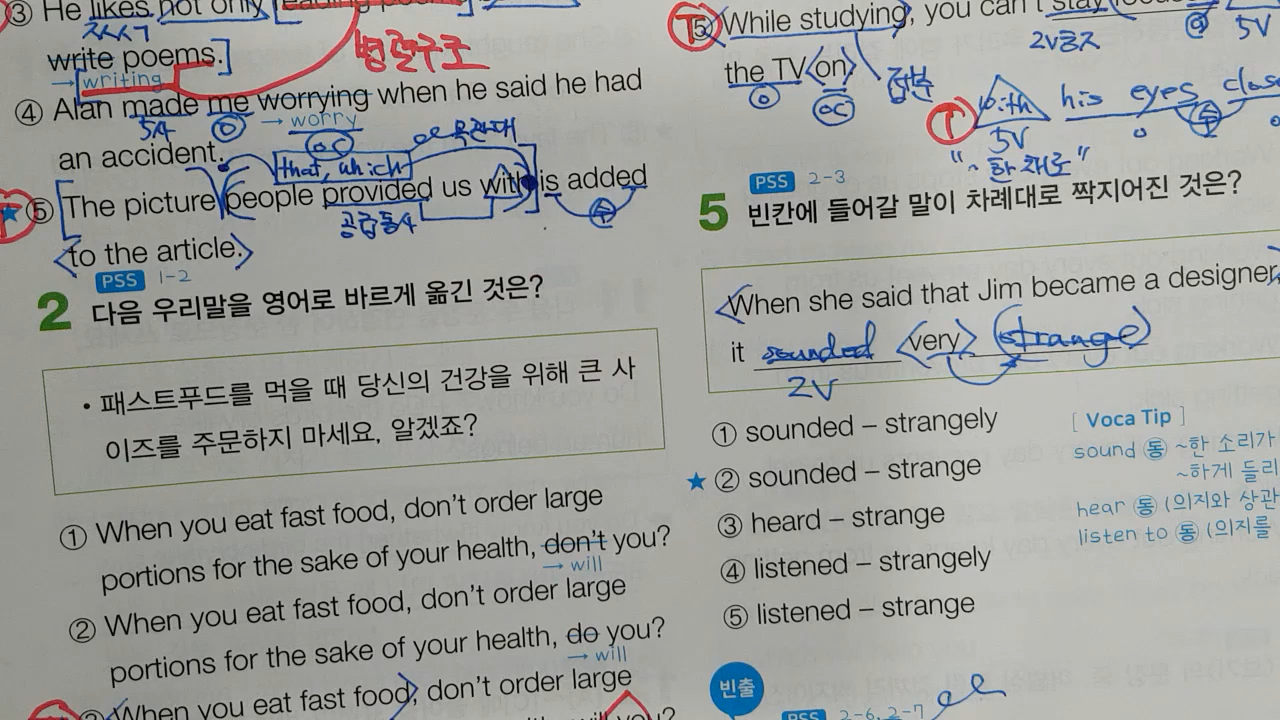 ③ He likes not only
write poems.
→ writing
병렬구조
④ Alan made me worrying when he said he had
→ worry
5V
O
OC
an accident.
that, which
⑤ The picture people provided us with is added
공급동사
to the article.
PSS 1-2
2 다음 우리말을 영어로 바르게 옮긴 것은?
• 패스트푸드를 먹을 때 당신의 건강을 위해 큰 사
이즈를 주문하지 마세요, 알겠죠?
① When you eat fast food, don't order large
portions for the sake of your health, don't you?
→ will
② When you eat fast food, don't order large
portions for the sake of your health, do you?
→ will
③ When you eat fast food, don't order large
will you?
⑤ While studying, you can't stay
2V
5V
the TV on
O
OC
with his eyes
5V
O
"~한 채로"
PSS 2-3
5 빈칸에 들어갈 말이 차례대로 짝지어진 것은?
When she said that Jim became a designer,
it sounded very strange
2V
① sounded – strangely
② sounded – strange
③ heard – strange
④ listened – strangely
⑤ listened – strange
[ Voca Tip ]
sound 동 ~한 소리가
~하게 들리
hear 동 (의지와 상관
listen to 동 (의지를
빈출
PSS 2-6, 2-7